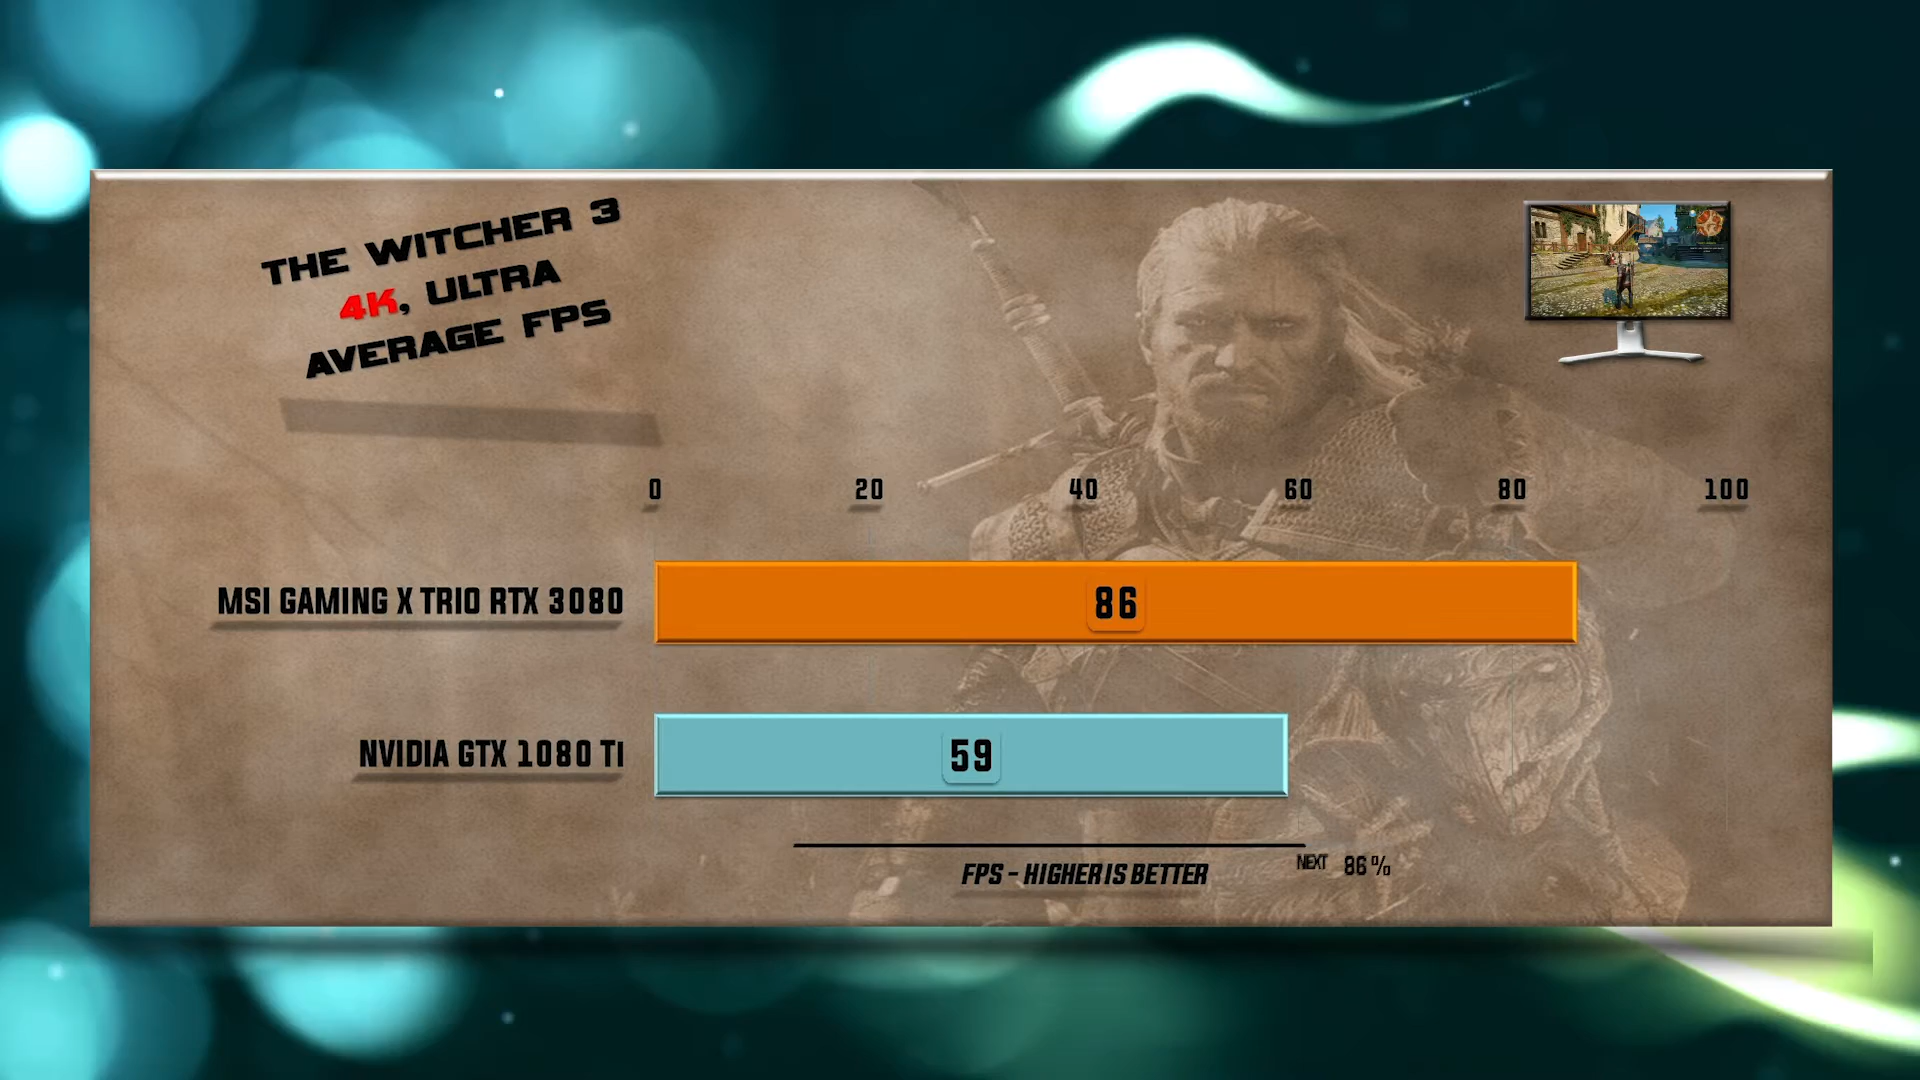 THE WITCHER 3
4K, ULTRA
AVERAGE FPS
0 20 40 60 80 100
MSI GAMING X TRIO RTX 3080
86
NVIDIA GTX 1080 TI
59
FPS - HIGHER IS BETTER
NEXT 86%